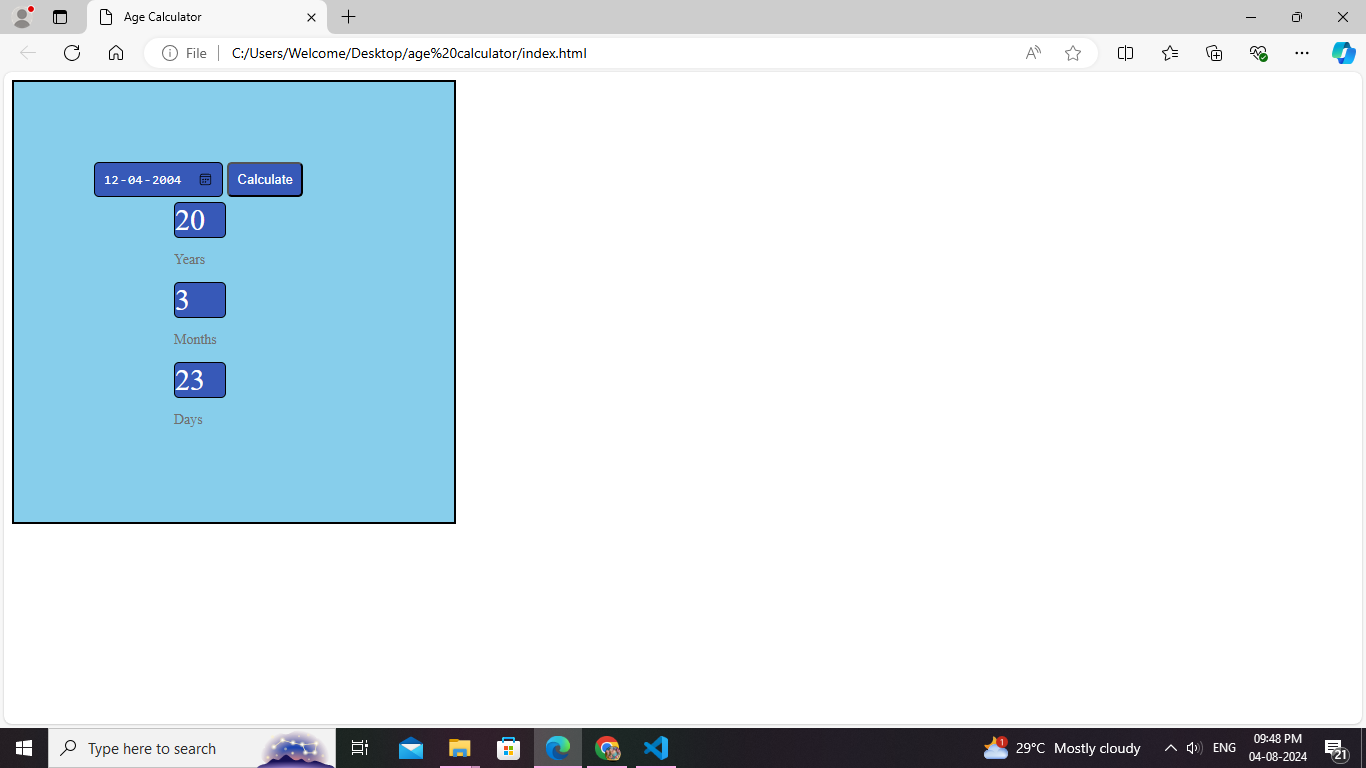 Age Calculator
File
C:/Users/Welcome/Desktop/age%20calculator/index.html
12-04-2004
Calculate
20
Years
3
Months
23
Days
Type here to search
1
29°C Mostly cloudy
ENG
09:48 PM
04-08-2024
21